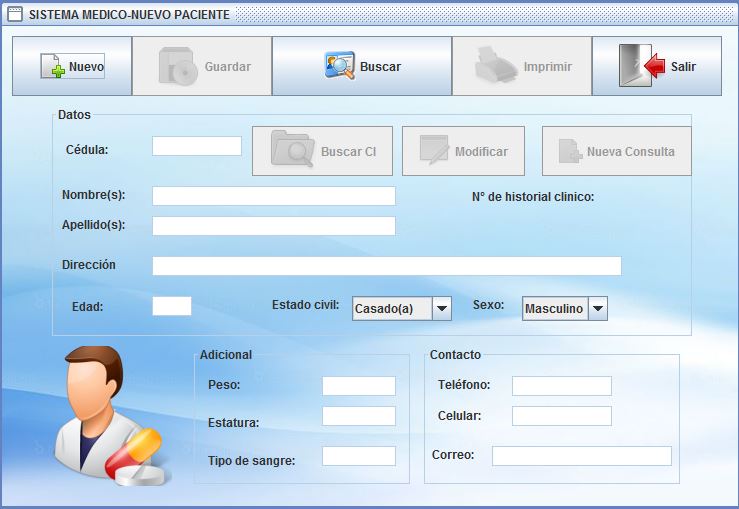 SISTEMA MEDICO-NUEVO PACIENTE
Nuevo Guardar Buscar Imprimir Salir
Datos
Cédula: Buscar CI Modificar Nueva Consulta
Nombre(s): N° de historial clinico:
Apellido(s):
Dirección
Edad: Estado civil: Casado(a) Sexo: Masculino
Adicional Contacto
Peso: Teléfono:
Estatura: Celular:
Tipo de sangre: Correo: